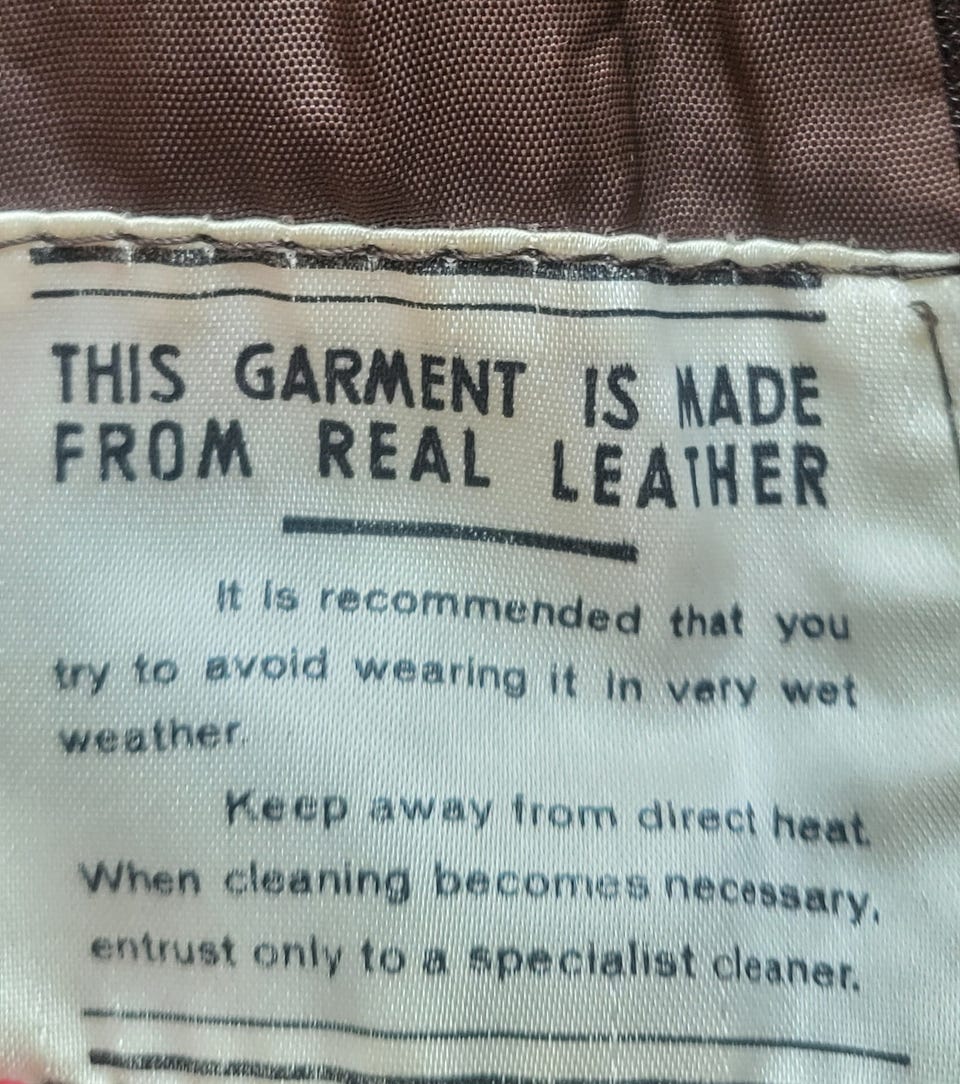 THIS GARMENT IS MADE
FROM REAL LEATHER
It is recommended that you
try to avoid wearing it in very wet
weather.
Keep away from direct heat.
When cleaning becomes necessary,
entrust only to a specialist cleaner.